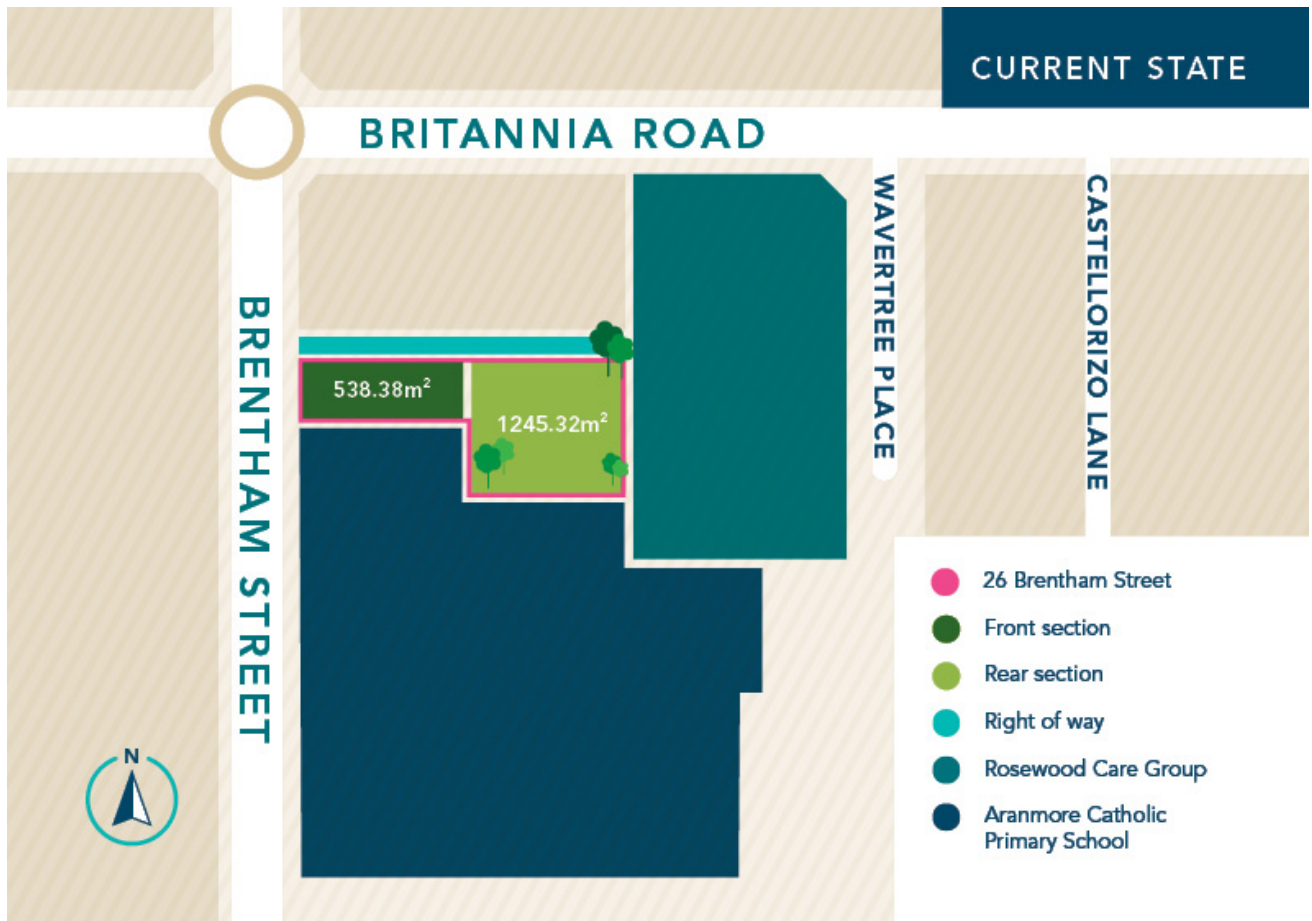 CURRENT STATE
BRITANNIA ROAD
WAVERTREE PLACE
CASTELLORIZO LANE
BRENTHAM STREET
538.38m²
1245.32m²
26 Brentham Street
Front section
Rear section
Right of way
Rosewood Care Group
Aranmore Catholic
Primary School
N